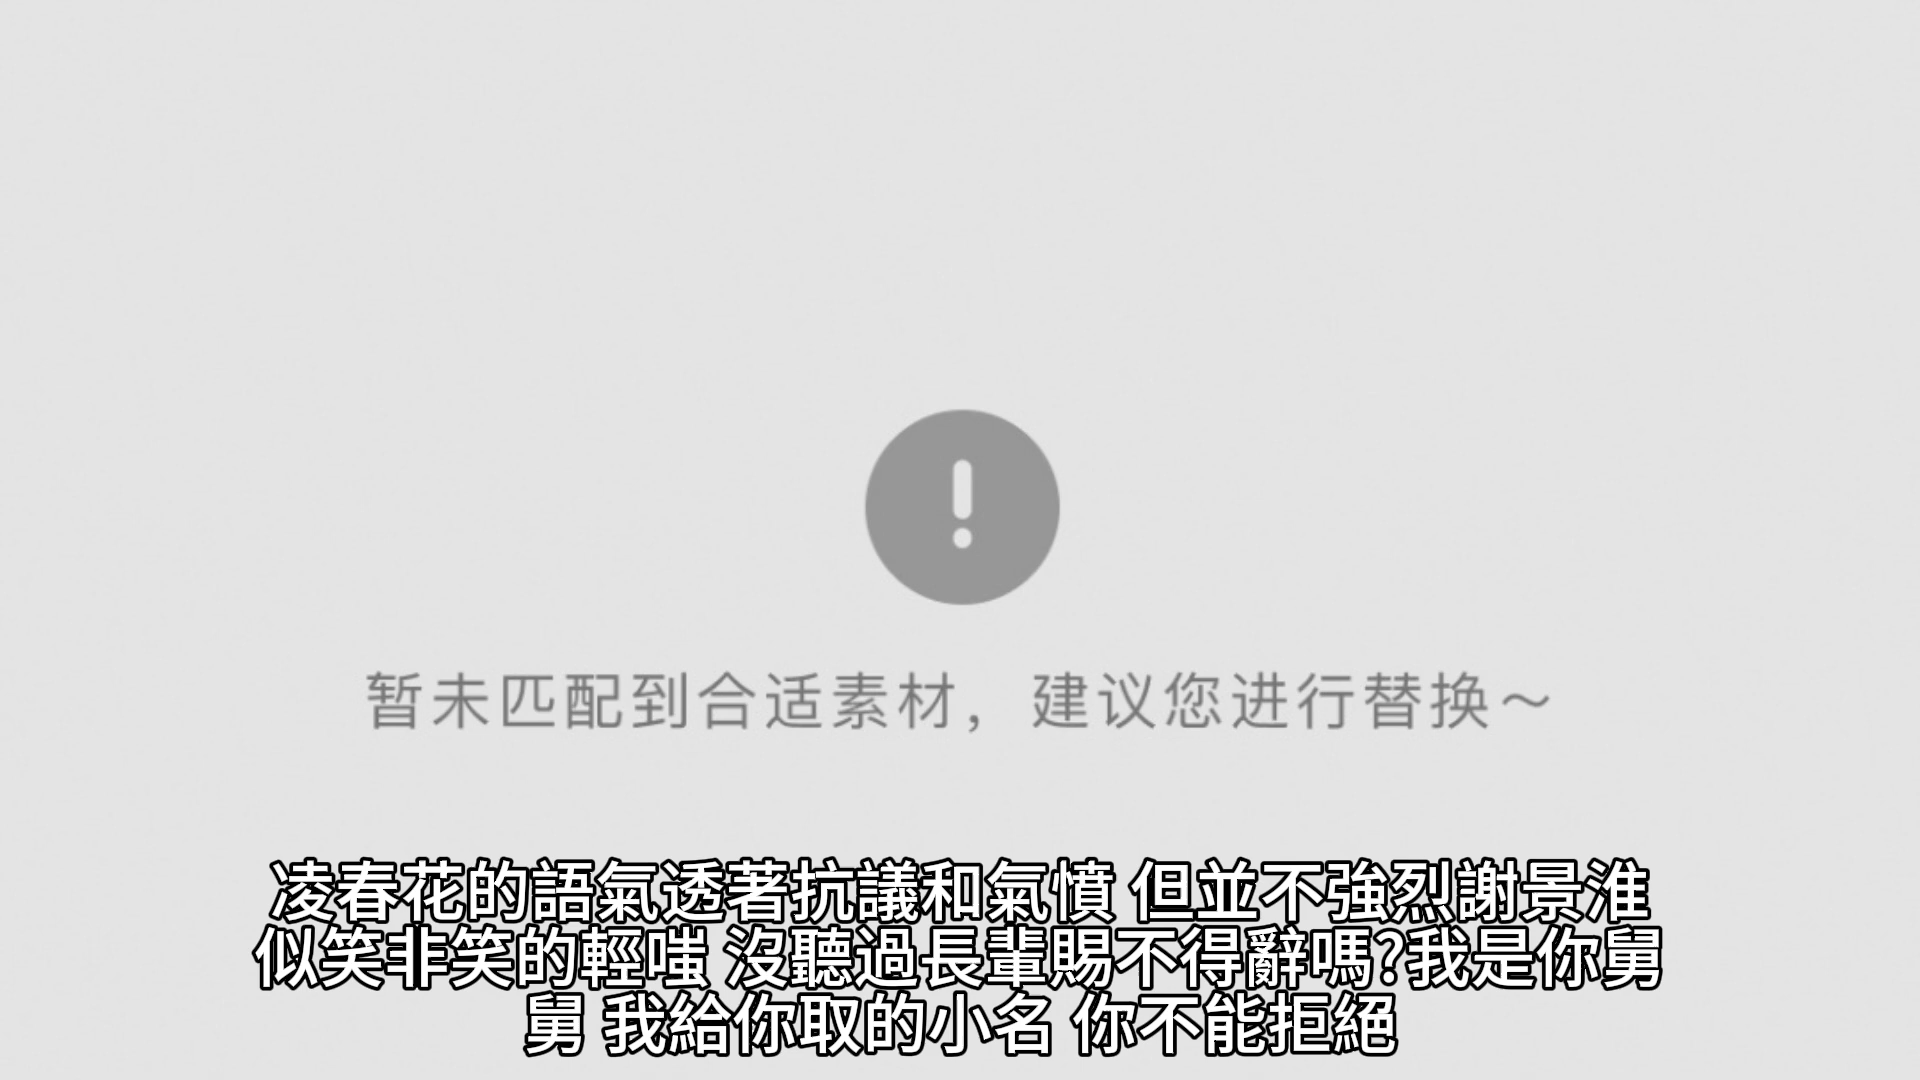 暂未匹配到合适素材，建议您进行替换～
凌春花的語氣透著抗議和氣憤 但並不強烈謝景淮
似笑非笑的輕嗤 沒聽過長輩賜不得辭嗎?我是你舅
舅 我給你取的小名 你不能拒絕